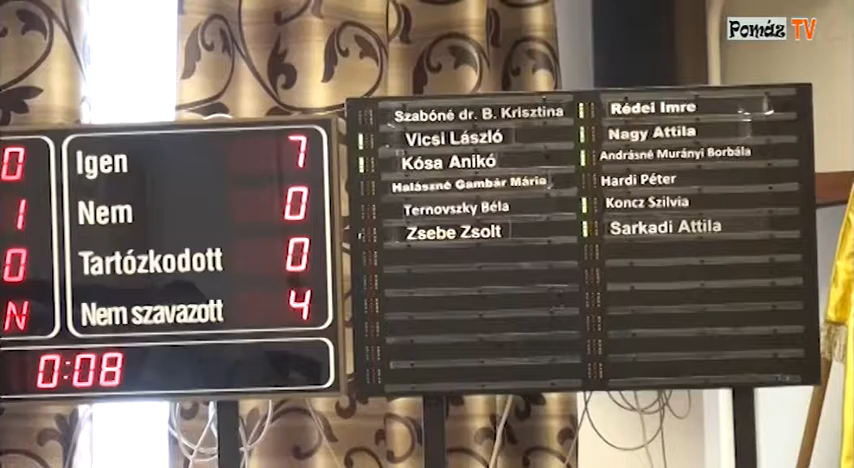 Pomáz TV
0
Igen 7
1
Nem 0
0
Tartózkodott 0
N
Nem szavazott 4
0:08
Szabóné dr. B. Krisztina
Vicsi László
Kósa Anikó
Halászné Gambár Mária
Ternovszky Béla
Zsebe Zsolt
Rédei Imre
Nagy Attila
Andrásné Murányi Borbála
Hardi Péter
Koncz Szilvia
Sarkadi Attila